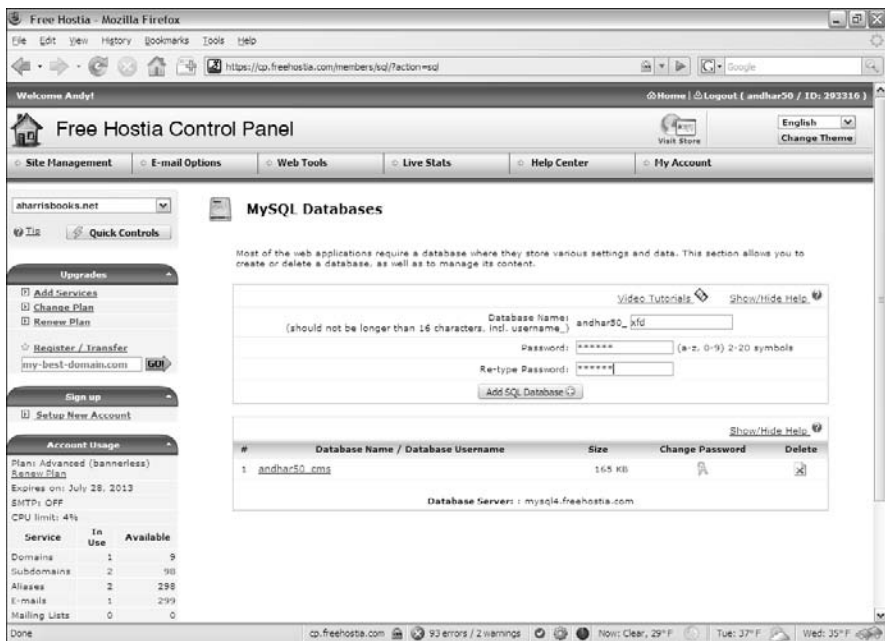 Free Hostia - Mozilla Firefox
File Edit View History Bookmarks Tools Help
https://cp.freehostia.com/members/sql/?action=sql
Google
Welcome Andy!
Home | Logout ( andhar50 / ID: 293316 )
Free Hostia Control Panel
Visit Store
English
Change Theme
Site Management
E-mail Options
Web Tools
Live Stats
Help Center
My Account
aharrisbooks.net
Tip
Quick Controls
Upgrades
Add Services
Change Plan
Renew Plan
Register / Transfer
my-best-domain.com GO!
Sign up
Setup New Account
Account Usage
Plan: Advanced (bannerless)
Renew Plan
Expires on: July 28, 2013
SMTP: OFF
CPU limit: 4%
Service In Use Available
Domains 1 9
Subdomains 2 98
Aliases 2 298
E-mails 1 299
Mailing Lists 0 0
MySQL Databases
Most of the web applications require a database where they store various settings and data. This section allows you to
create or delete a database, as well as to manage its content.
Video Tutorials Show/Hide Help
Database Name:
(should not be longer than 16 characters, incl. username_) andhar50_ xfd
Password: ****** (a-z, 0-9) 2-20 symbols
Re-type Password: ******
Add SQL Database
Show/Hide Help
# Database Name / Database Username Size Change Password Delete
1 andhar50_cms 165 KB
Database Server: : mysql4.freehostia.com
Done
cp.freehostia.com 93 errors / 2 warnings Now: Clear, 29° F Tue: 37° F Wed: 35° F